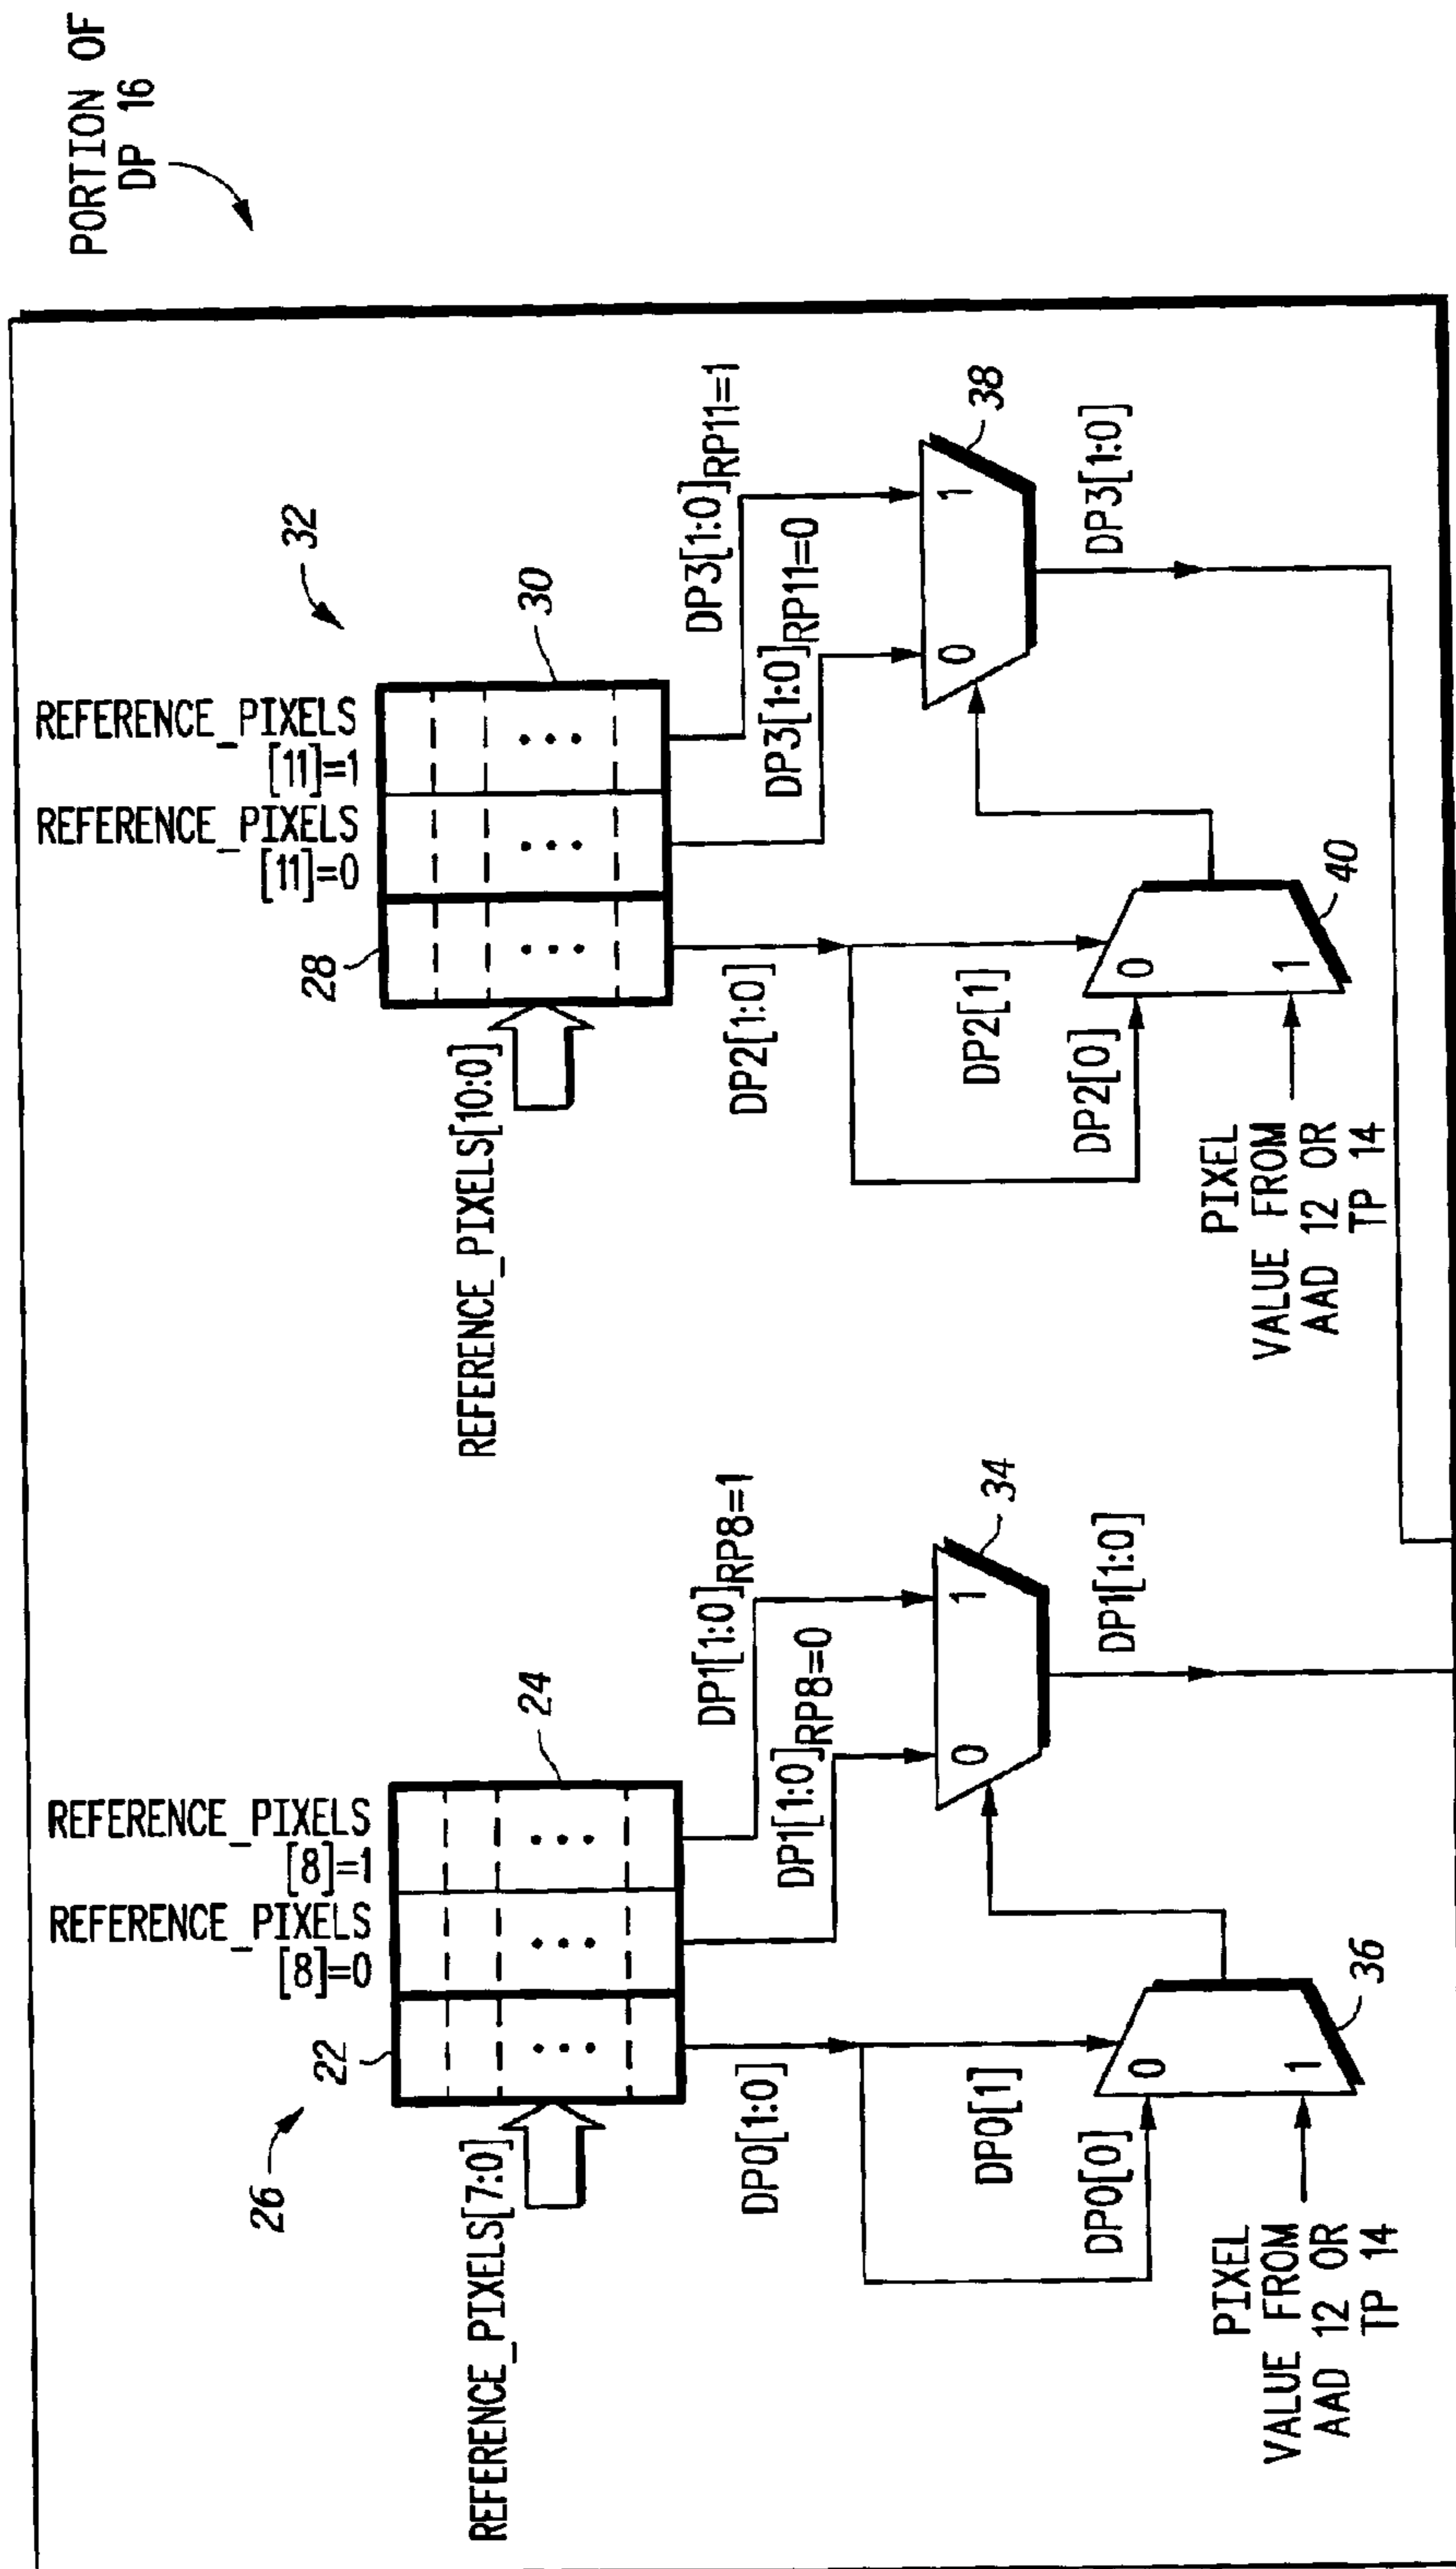 PORTION OF
DP 16
REFERENCE_PIXELS
[8]=1
REFERENCE_PIXELS
[8]=0
22
24
26
REFERENCE_PIXELS[7:0]
DP0[1:0]
DP1[1:0]RP8=1
DP1[1:0]RP8=0
DP0[1]
DP0[0]
0
1
34
0
1
36
DP1[1:0]
PIXEL
VALUE FROM
AAD 12 OR
TP 14
REFERENCE_PIXELS
[11]=1
REFERENCE_PIXELS
[11]=0
28
30
32
REFERENCE_PIXELS[10:0]
DP2[1:0]
DP3[1:0]RP11=1
DP3[1:0]RP11=0
DP2[1]
DP2[0]
0
1
38
0
1
40
DP3[1:0]
PIXEL
VALUE FROM
AAD 12 OR
TP 14